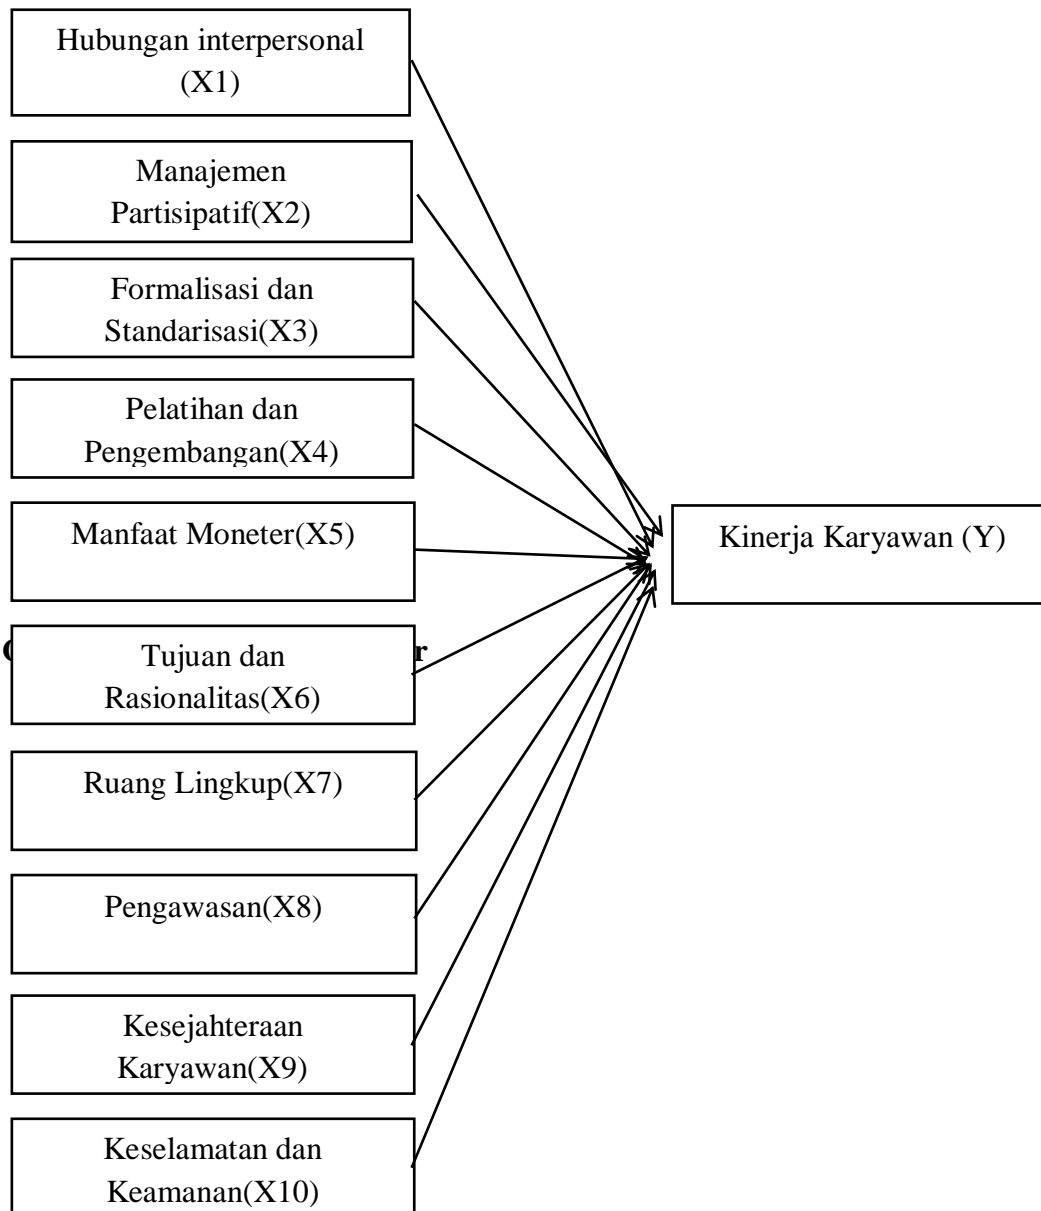 Hubungan interpersonal
(X1)
Manajemen
Partisipatif(X2)
Formalisasi dan
Standarisasi(X3)
Pelatihan dan
Pengembangan(X4)
Manfaat Moneter(X5)
Kinerja Karyawan (Y)
Tujuan dan
Rasionalitas(X6)
Ruang Lingkup(X7)
Pengawasan(X8)
Kesejahteraan
Karyawan(X9)
Keselamatan dan
Keamanan(X10)